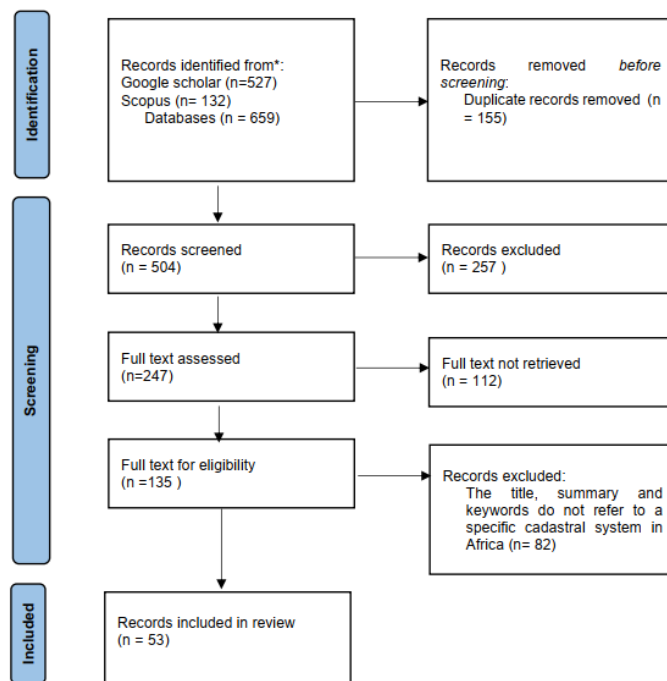 Identification
Records identified from*:
Google scholar (n=527)
Scopus (n= 132)
Databases (n = 659)
Records removed before
screening:
Duplicate records removed (n
= 155)
Screening
Records screened
(n = 504)
Records excluded
(n = 257 )
Full text assessed
(n=247)
Full text not retrieved
(n = 112)
Full text for eligibility
(n =135 )
Records excluded:
The title, summary and
keywords do not refer to a
specific cadastral system in
Africa (n= 82)
Included
Records included in review
(n = 53)